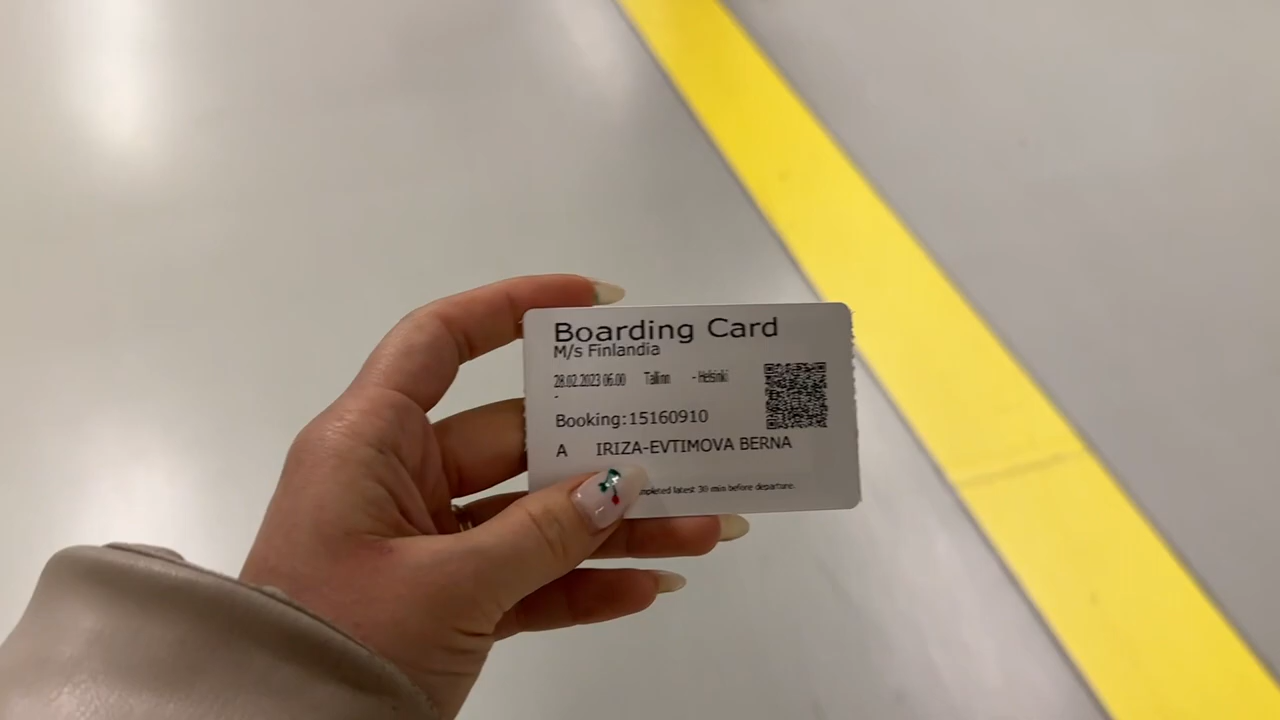 Boarding Card
M/s Finlandia
28.02.2023 06.00 Tallinn - Helsinki
-
Booking:15160910
A IRIZA-EVTIMOVA BERNA
latest 30 min before departure.